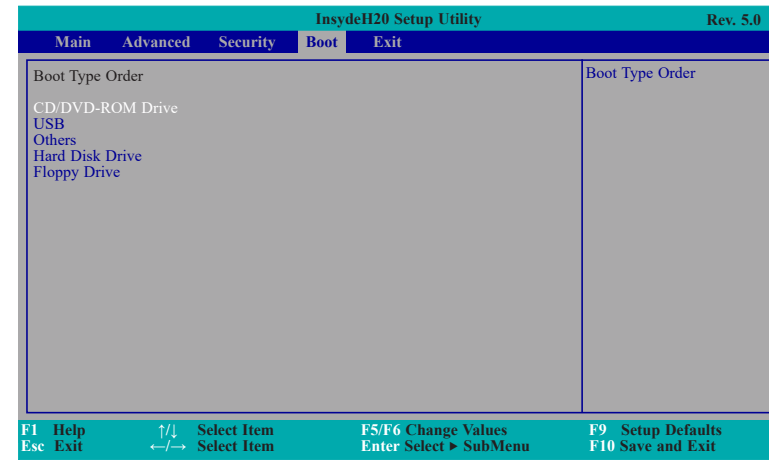 InsydeH20 Setup Utility Rev. 5.0
Main Advanced Security Boot Exit
Boot Type Order
CD/DVD-ROM Drive
USB
Others
Hard Disk Drive
Floppy Drive
Boot Type Order
F1 Help ↑/↓ Select Item F5/F6 Change Values F9 Setup Defaults
Esc Exit ←/→ Select Item Enter Select ▶ SubMenu F10 Save and Exit